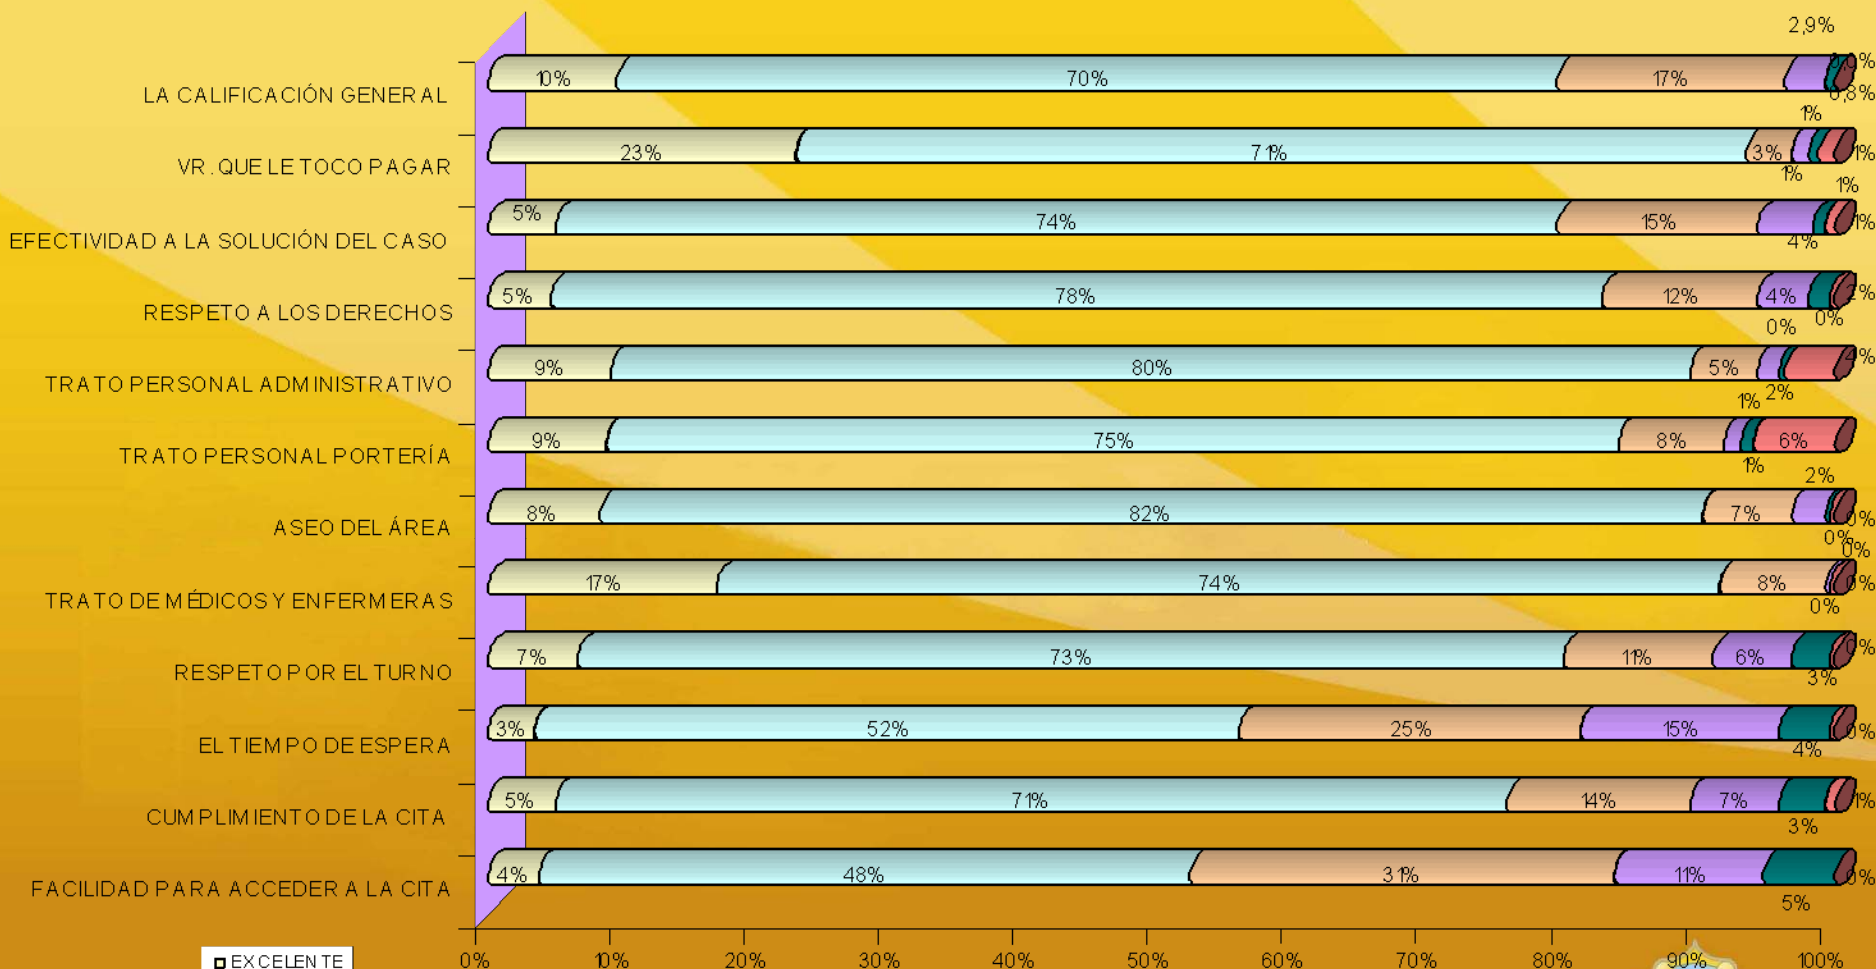 2,9%
LA CALIFICACIÓN GENERAL 10% 70% 17% 0,8%
1%
VR. QUE LE TOCO PAGAR 23% 71% 3% 1% 1%
1%
EFECTIVIDAD A LA SOLUCIÓN DEL CASO 5% 74% 15% 4% 1%
RESPETO A LOS DERECHOS 5% 78% 12% 4% 0% 2%
0%
TRATO PERSONAL ADMINISTRATIVO 9% 80% 5% 2% 4%
1%
TRATO PERSONAL PORTERÍA 9% 75% 8% 1% 6%
2%
ASEO DEL ÁREA 8% 82% 7% 0% 0%
0%
TRATO DE MÉDICOS Y ENFERMERAS 17% 74% 8% 0%
0%
RESPETO POR EL TURNO 7% 73% 11% 6% 3% 0%
EL TIEMPO DE ESPERA 3% 52% 25% 15% 4% 0%
CUMPLIMIENTO DE LA CITA 5% 71% 14% 7% 3% 1%
FACILIDAD PARA ACCEDER A LA CITA 4% 48% 31% 11% 5% 0%
EXCELENTE
0% 10% 20% 30% 40% 50% 60% 70% 80% 90% 100%